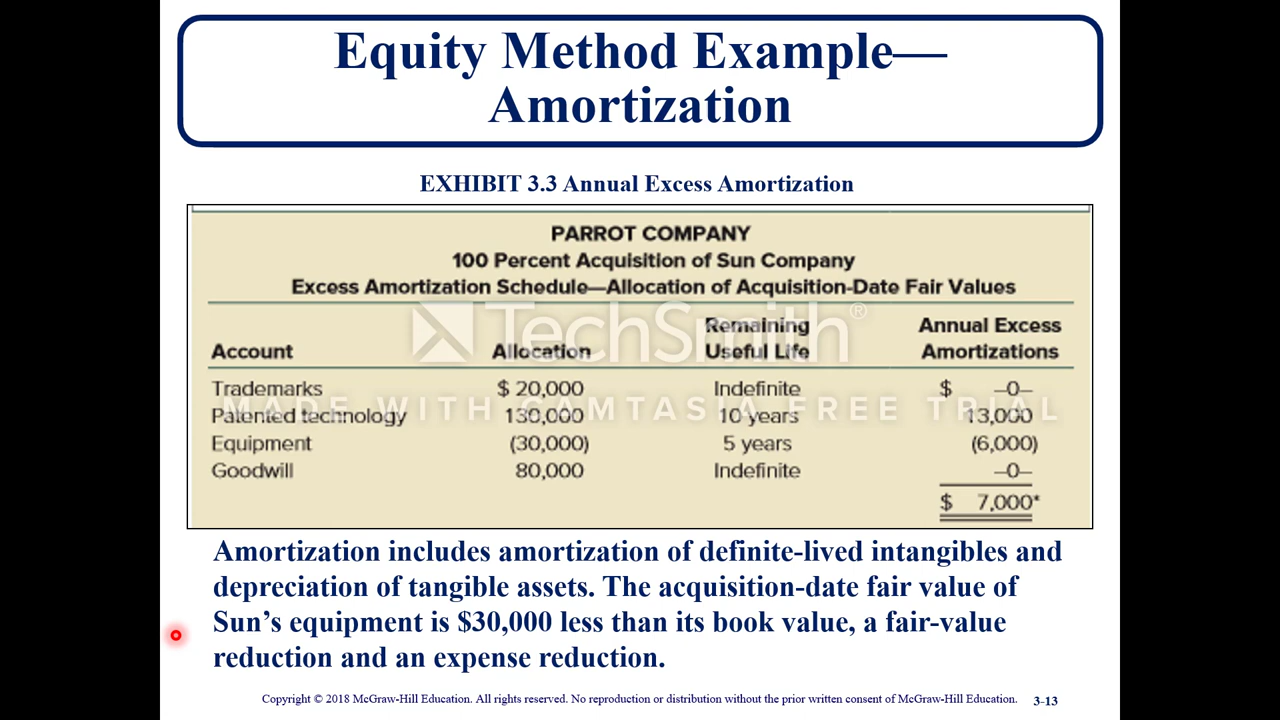 Equity Method Example—
Amortization
EXHIBIT 3.3 Annual Excess Amortization
PARROT COMPANY
100 Percent Acquisition of Sun Company
Excess Amortization Schedule—Allocation of Acquisition-Date Fair Values
TechSmith®
MADE WITH CAMTASIA FREE TRIAL
Remaining Annual Excess
Account Allocation Useful Life Amortizations
Trademarks $ 20,000 Indefinite $ –0–
Patented technology 130,000 10 years 13,000
Equipment (30,000) 5 years (6,000)
Goodwill 80,000 Indefinite –0–
$ 7,000*
Amortization includes amortization of definite-lived intangibles and
depreciation of tangible assets. The acquisition-date fair value of
Sun’s equipment is $30,000 less than its book value, a fair-value
reduction and an expense reduction.
Copyright © 2018 McGraw-Hill Education. All rights reserved. No reproduction or distribution without the prior written consent of McGraw-Hill Education. 3-13